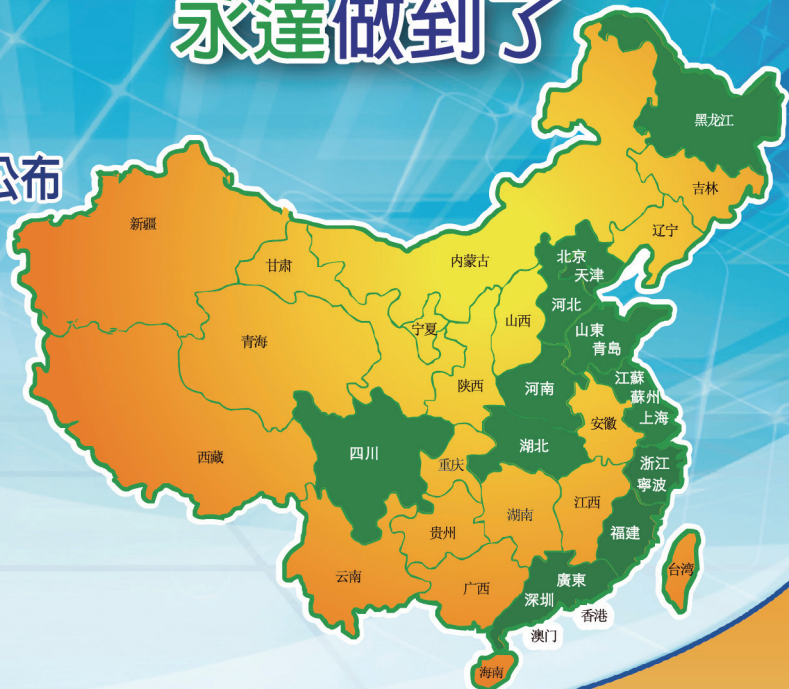 永達做到了
公布
黑龙江
吉林
辽宁
新疆
甘肃
内蒙古
北京
天津
河北
山西
宁夏
青海
山東
青島
陕西
河南
江蘇
蘇州
上海
安徽
西藏
四川
重庆
湖北
浙江
寧波
贵州
湖南
江西
福建
云南
广西
廣東
深圳
台湾
香港
澳门
海南